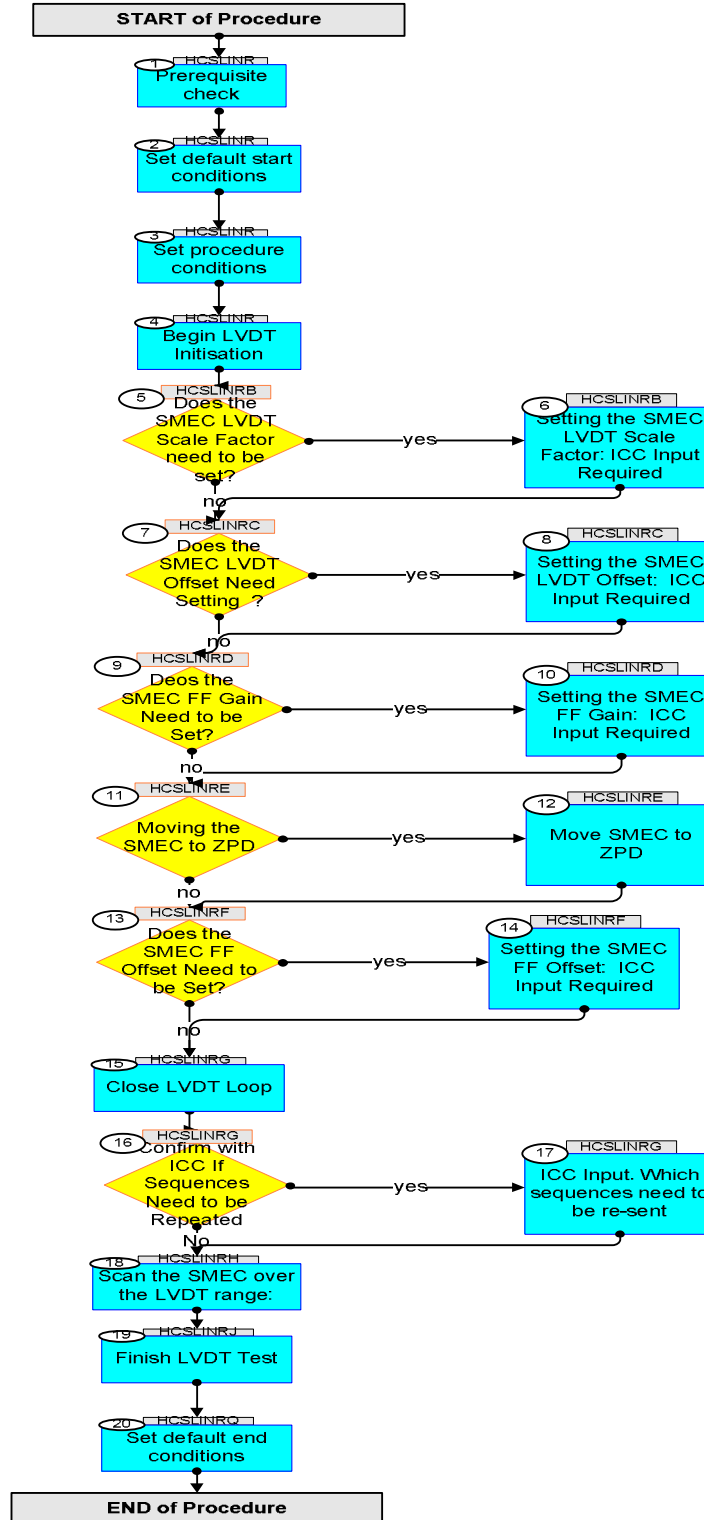 START of Procedure
HCSLINR
1
Prerequisite
check
HCSLINR
2
Set default start
conditions
HCSLINR
3
Set procedure
conditions
HCSLINR
4
Begin LVDT
Initisation
HCSLINRB
5
Does the
SMEC LVDT
Scale Factor
need to be
set?
yes
no
HCSLINRB
6
Setting the SMEC
LVDT Scale
Factor: ICC Input
Required
HCSLINRC
7
Does the
SMEC LVDT
Offset Need
Setting ?
yes
no
HCSLINRC
8
Setting the SMEC
LVDT Offset: ICC
Input Required
HCSLINRD
9
Deos the
SMEC FF Gain
Need to be
Set?
yes
no
HCSLINRD
10
Setting the SMEC
FF Gain: ICC
Input Required
HCSLINRE
11
Moving the
SMEC to ZPD
yes
no
HCSLINRE
12
Move SMEC to
ZPD
HCSLINRF
13
Does the
SMEC FF
Offset Need to
be Set?
yes
no
HCSLINRF
14
Setting the SMEC
FF Offset: ICC
Input Required
HCSLINRG
15
Close LVDT Loop
HCSLINRG
16
Confirm with
ICC If
Sequences
Need to be
Repeated
yes
No
HCSLINRG
17
ICC Input. Which
sequences need to
be re-sent
HCSLINRH
18
Scan the SMEC over
the LVDT range:
HCSLINRJ
19
Finish LVDT Test
HCSLINRQ
20
Set default end
conditions
END of Procedure